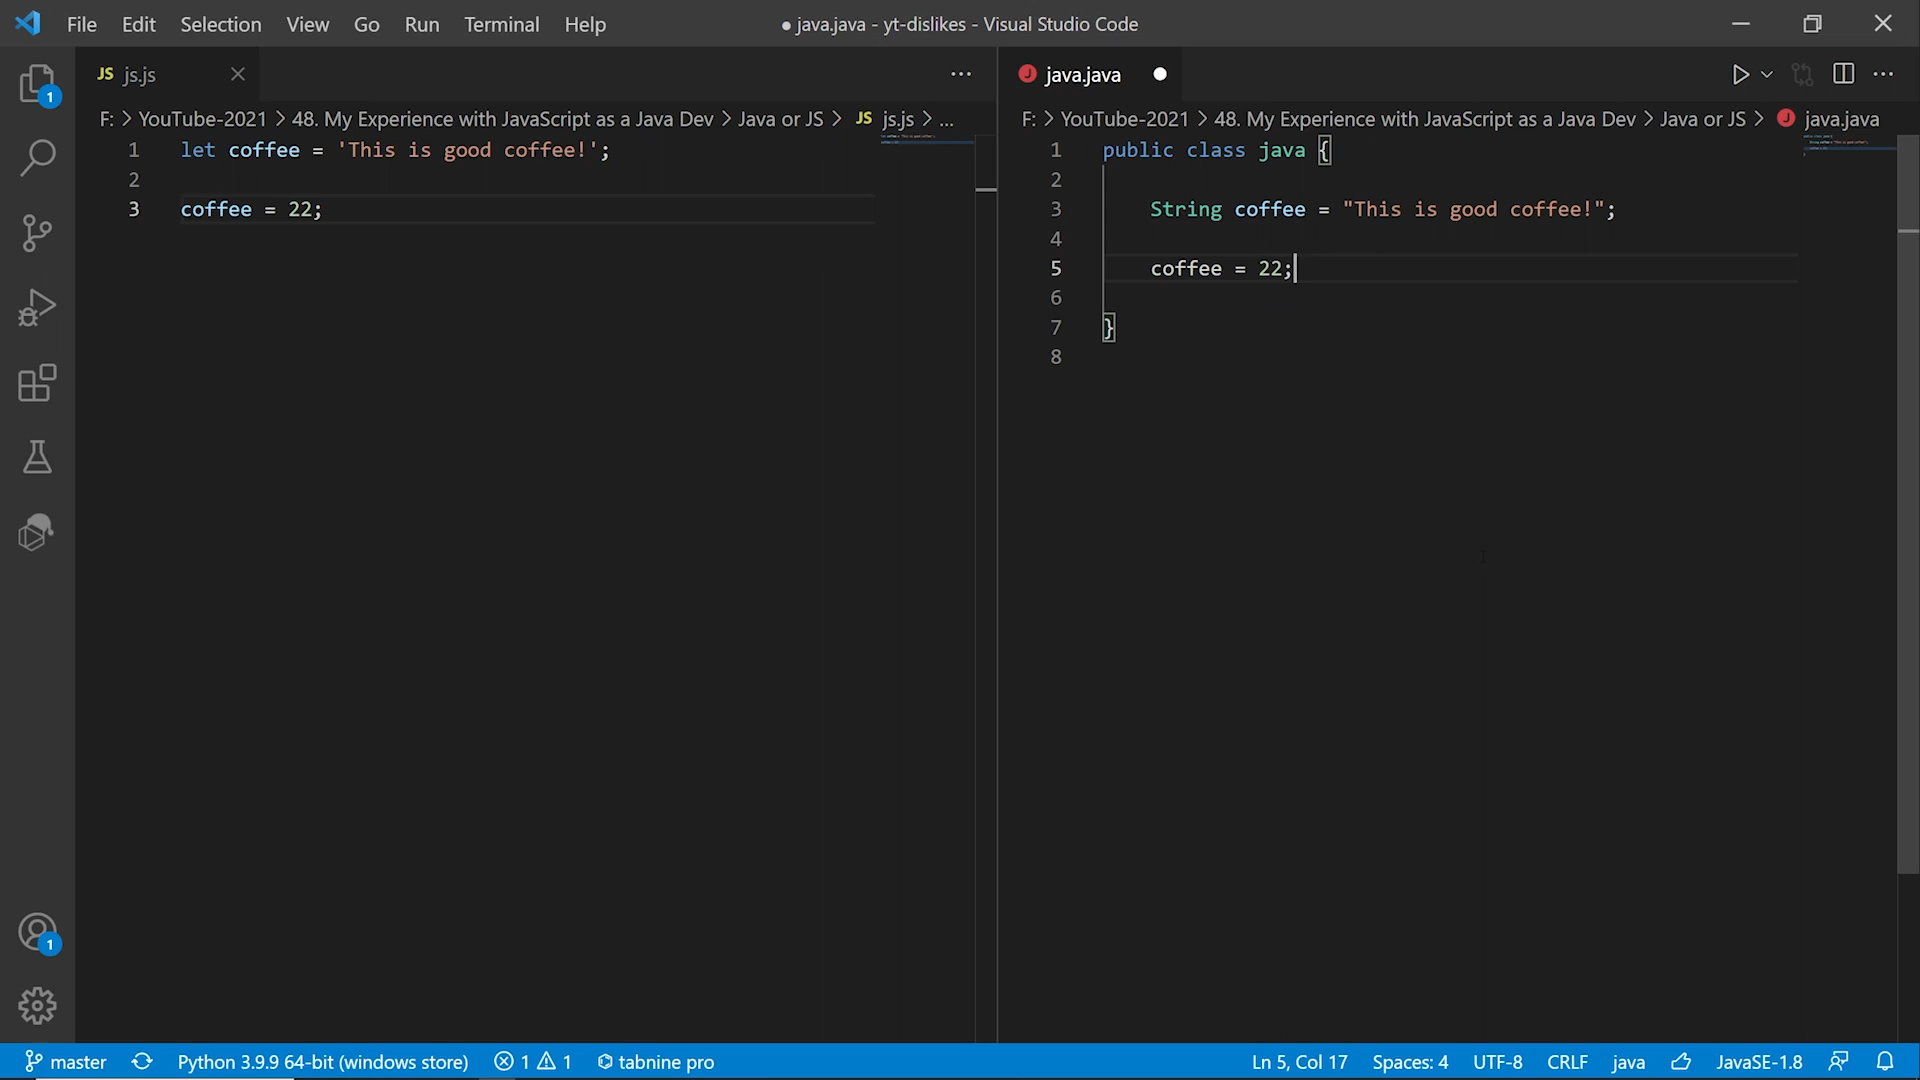 File Edit Selection View Go Run Terminal Help
● java.java - yt-dislikes - Visual Studio Code
JS js.js
F: > YouTube-2021 > 48. My Experience with JavaScript as a Java Dev > Java or JS > JS js.js > ...
1 let coffee = 'This is good coffee!';
2
3 coffee = 22;
J java.java
F: > YouTube-2021 > 48. My Experience with JavaScript as a Java Dev > Java or JS > J java.java
1 public class java {
2
3 String coffee = "This is good coffee!";
4
5 coffee = 22;
6
7 }
8
1
1
master Python 3.9.9 64-bit (windows store) 1 1 tabnine pro Ln 5, Col 17 Spaces: 4 UTF-8 CRLF java JavaSE-1.8